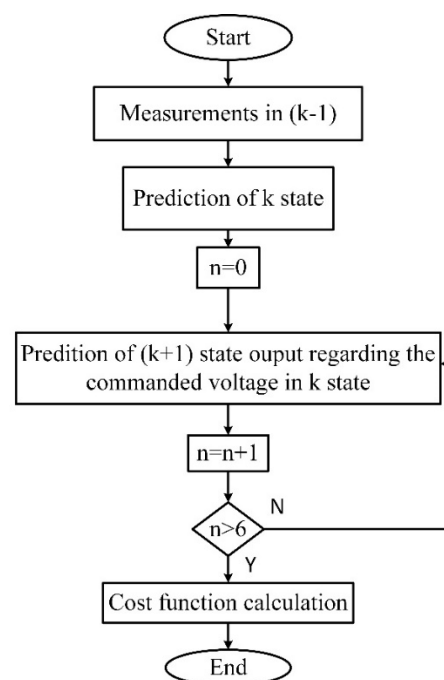 Start
Measurements in (k-1)
Prediction of k state
n=0
Predition of (k+1) state ouput regarding the
commanded voltage in k state
n=n+1
n>6
N
Y
Cost function calculation
End